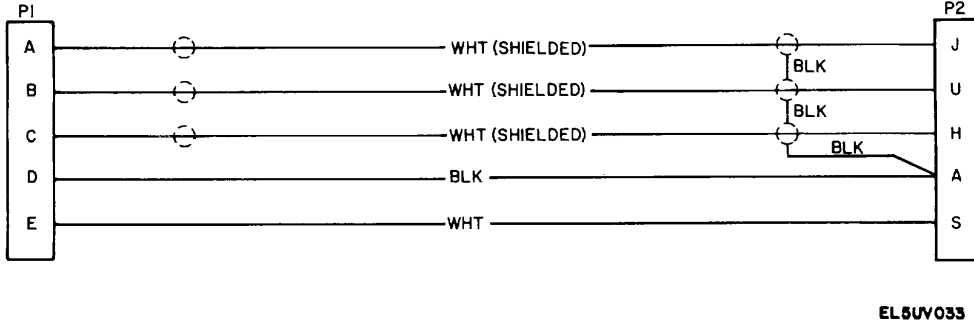 P1 P2
A WHT (SHIELDED) J
BLK
B WHT (SHIELDED) U
BLK
C WHT (SHIELDED) H
BLK
D BLK A
E WHT S
EL5UV033